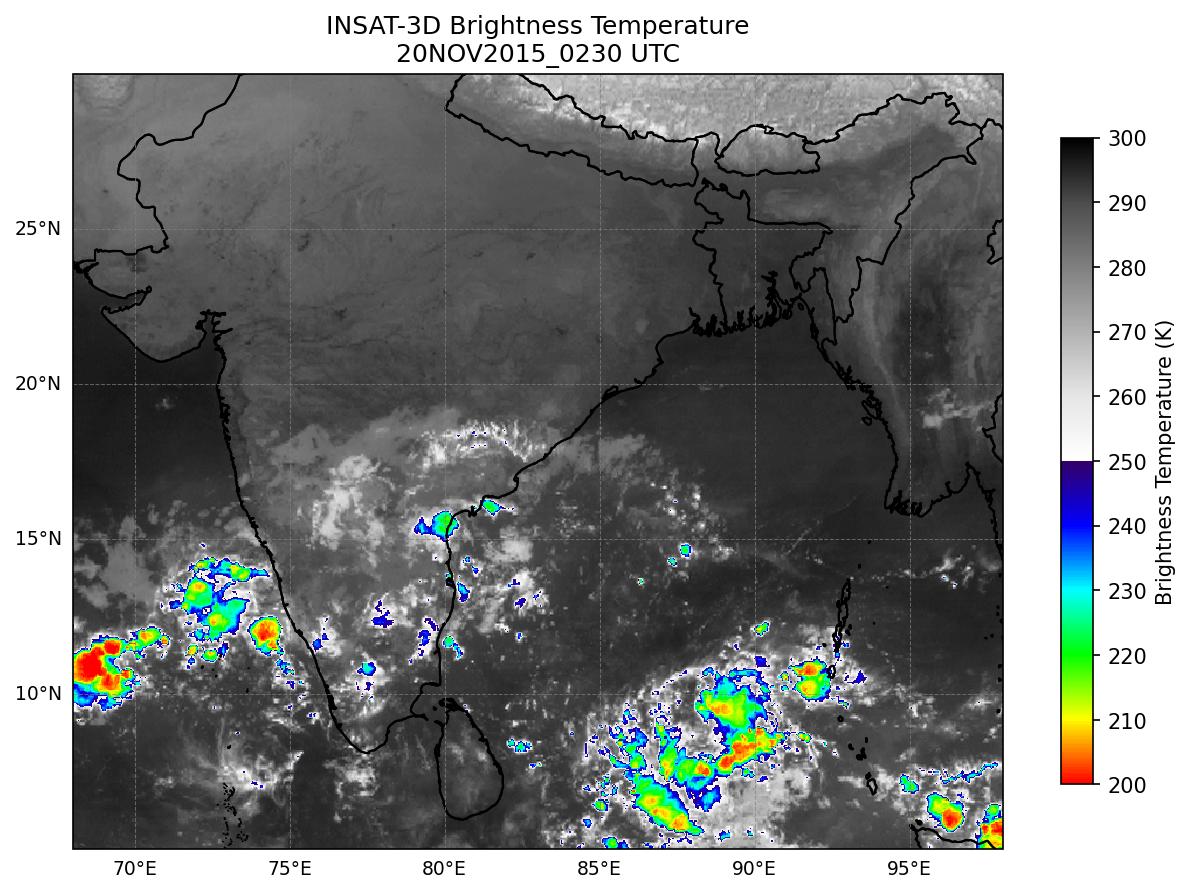 INSAT-3D Brightness Temperature
20NOV2015_0230 UTC
25°N
20°N
15°N
10°N
70°E
75°E
80°E
85°E
90°E
95°E
300
290
280
270
260
250
240
230
220
210
200
Brightness Temperature (K)